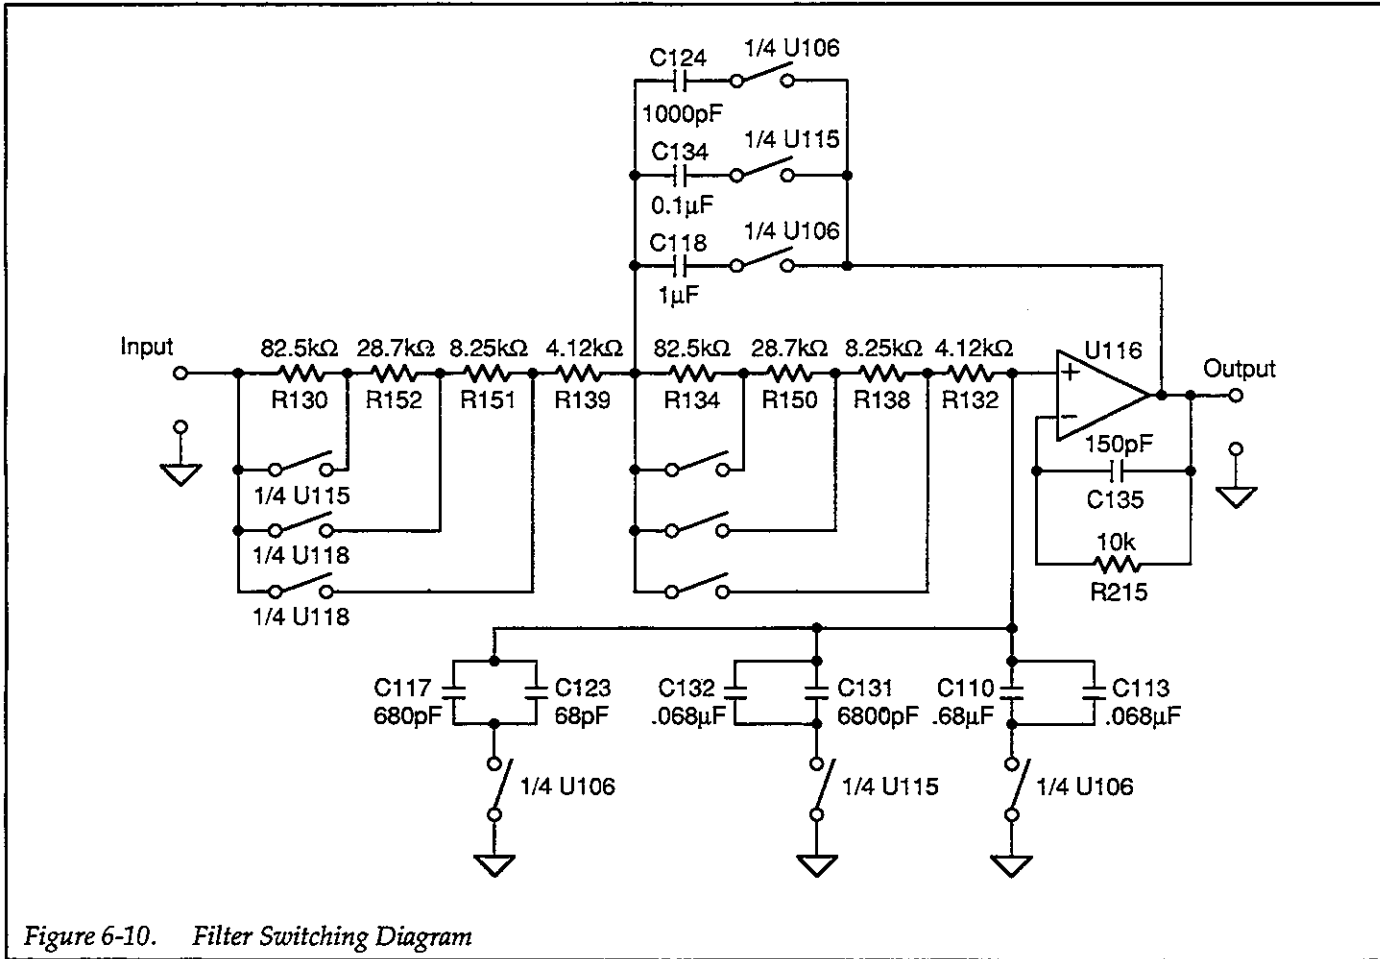 1/4 U106
C124
1000pF
1/4 U115
C134
0.1µF
1/4 U106
C118
1µF
Input
82.5kΩ 28.7kΩ 8.25kΩ 4.12kΩ 82.5kΩ 28.7kΩ 8.25kΩ 4.12kΩ
R130 R152 R151 R139 R134 R150 R138 R132
U116
+
−
Output
150pF
C135
10k
R215
1/4 U115
1/4 U118
1/4 U118
C117
680pF
C123
68pF
C132
.068µF
C131
6800pF
C110
.68µF
C113
.068µF
1/4 U106
1/4 U115
1/4 U106
Figure 6-10. Filter Switching Diagram